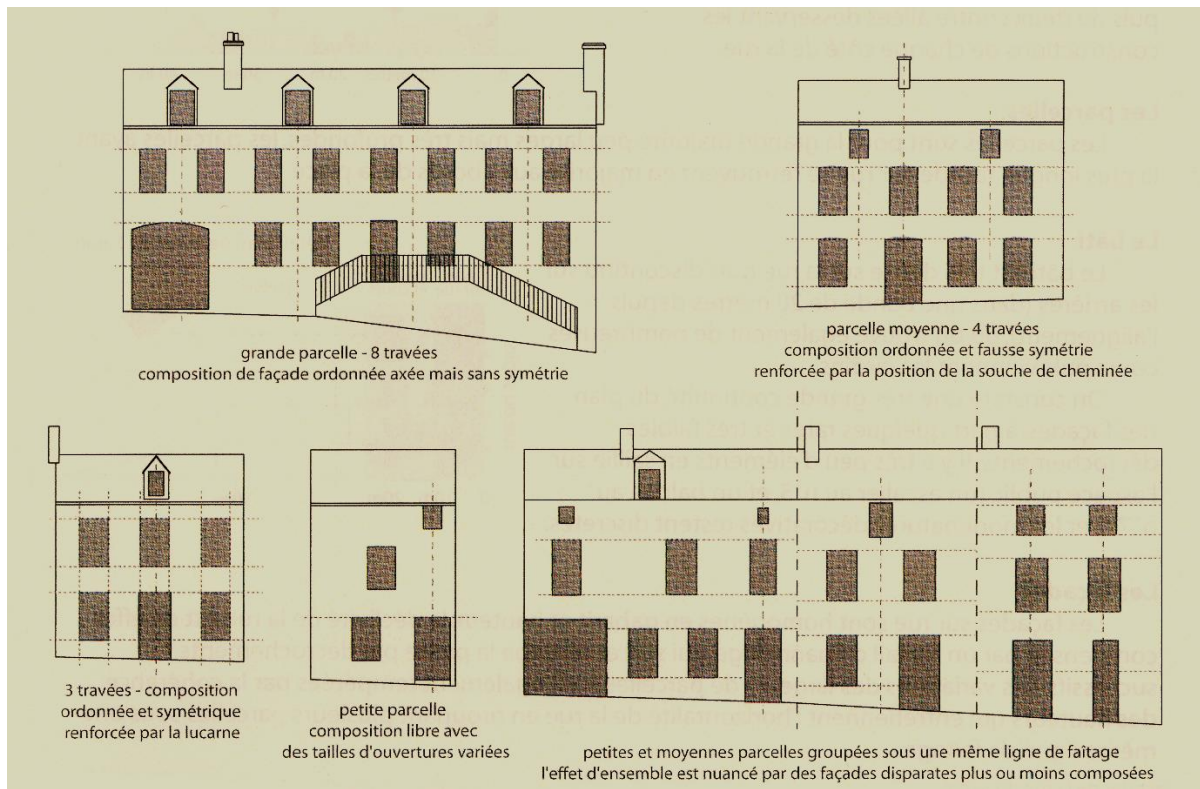 grande parcelle - 8 travées
composition de façade ordonnée axée mais sans symétrie
parcelle moyenne - 4 travées
composition ordonnée et fausse symétrie
renforcée par la position de la souche de cheminée
3 travées - composition
ordonnée et symétrique
renforcée par la lucarne
petite parcelle
composition libre avec
des tailles d'ouvertures variées
petites et moyennes parcelles groupées sous une même ligne de faîtage
l'effet d'ensemble est nuancé par des façades disparates plus ou moins composées